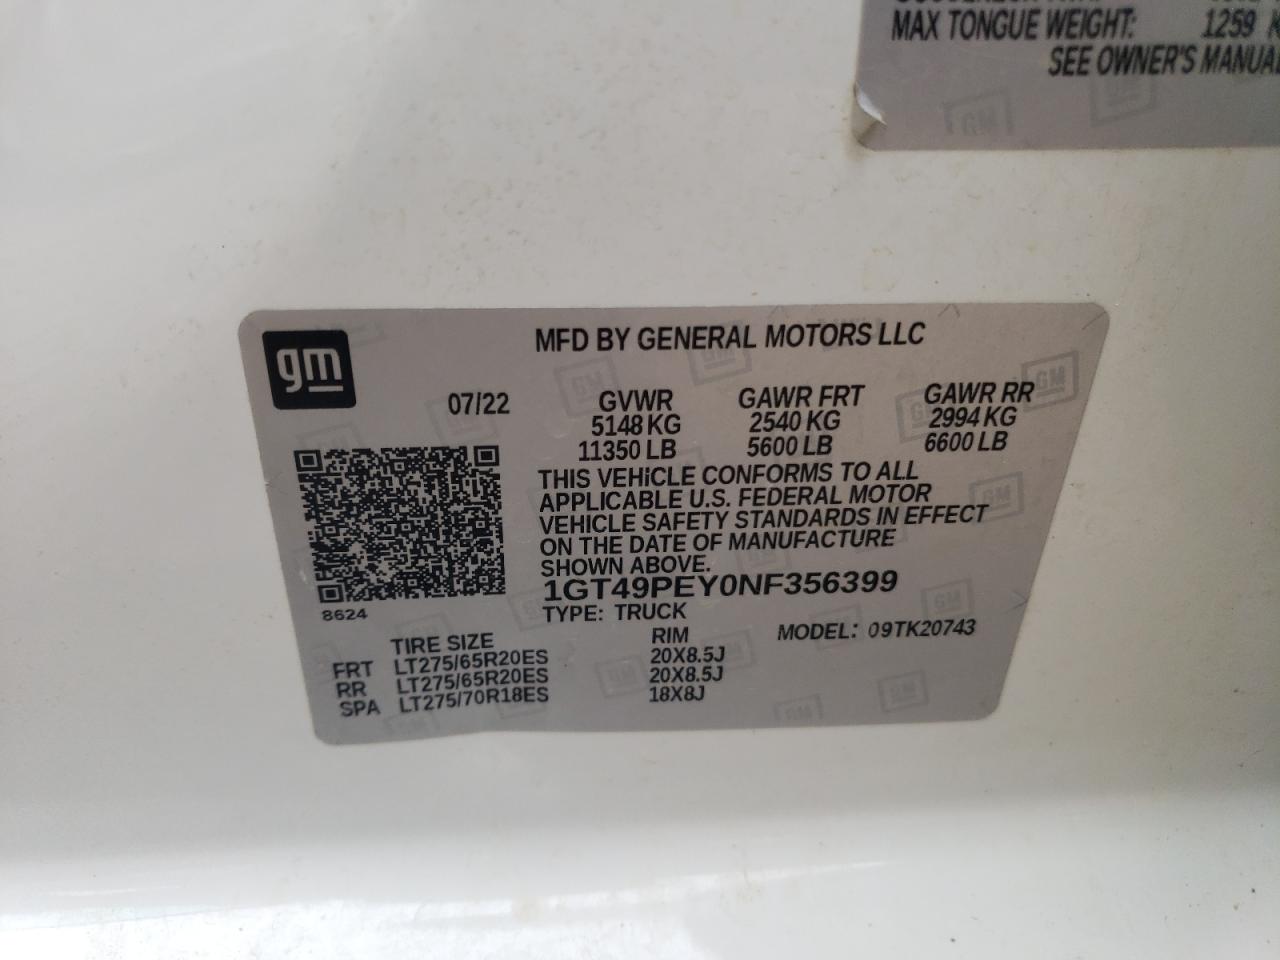 MAX TONGUE WEIGHT: 1259
SEE OWNER'S MANUAL
gm
MFD BY GENERAL MOTORS LLC
07/22 GVWR GAWR FRT GAWR RR
5148 KG 2540 KG 2994 KG
11350 LB 5600 LB 6600 LB
THIS VEHICLE CONFORMS TO ALL
APPLICABLE U.S. FEDERAL MOTOR
VEHICLE SAFETY STANDARDS IN EFFECT
ON THE DATE OF MANUFACTURE
SHOWN ABOVE.
1GT49PEY0NF356399
8624
TYPE: TRUCK MODEL: 09TK20743
TIRE SIZE RIM
FRT LT275/65R20ES 20X8.5J
RR LT275/65R20ES 20X8.5J
SPA LT275/70R18ES 18X8J